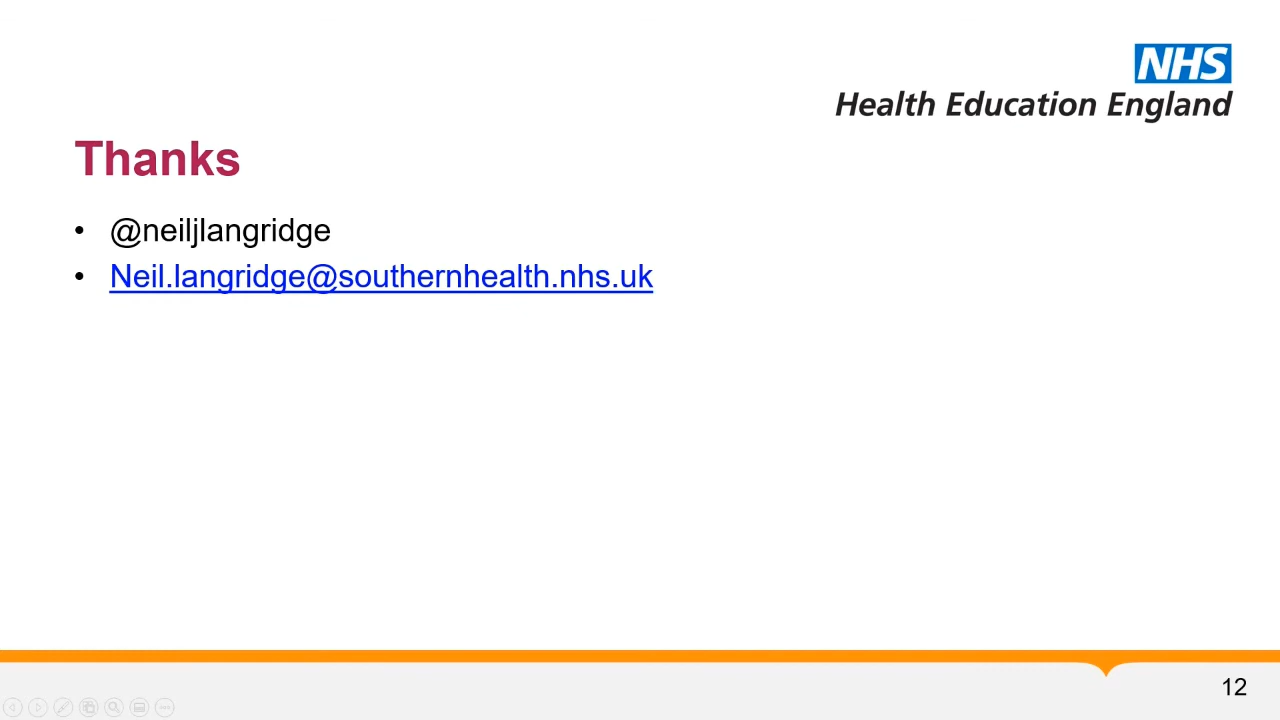 NHS
Health Education England
Thanks
• @neiljlangridge
• Neil.langridge@southernhealth.nhs.uk
12